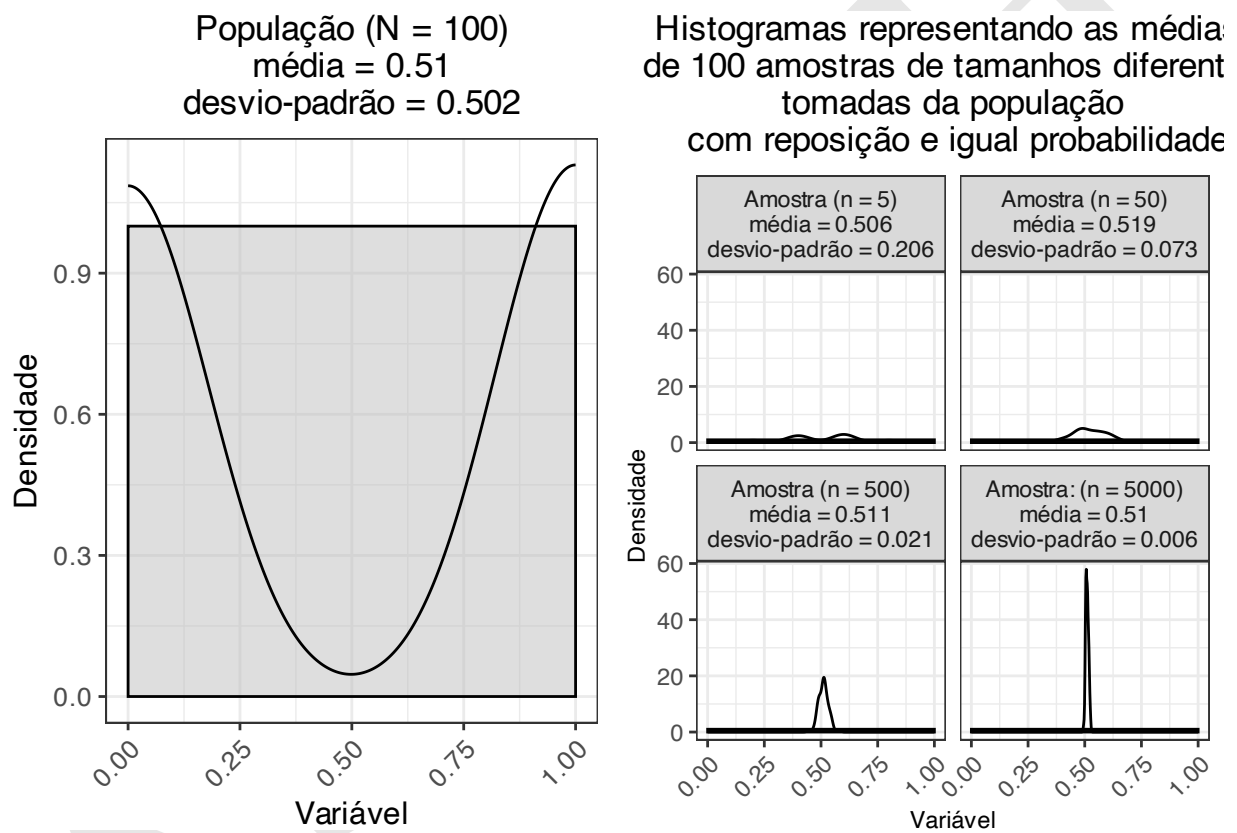 População (N = 100)
média = 0.51
desvio-padrão = 0.502
0.9
0.6
0.3
0.0
Densidade
0.00
0.25
0.50
0.75
1.00
Variável
Histogramas representando as médias
de 100 amostras de tamanhos diferent
tomadas da população
com reposição e igual probabilidade
Amostra (n = 5)
média = 0.506
desvio-padrão = 0.206
Amostra (n = 50)
média = 0.519
desvio-padrão = 0.073
60
40
20
0
Amostra (n = 500)
média = 0.511
desvio-padrão = 0.021
Amostra: (n = 5000)
média = 0.51
desvio-padrão = 0.006
60
40
20
0
Densidade
0.00
0.25
0.50
0.75
1.00
0.00
0.25
0.50
0.75
1.00
Variável